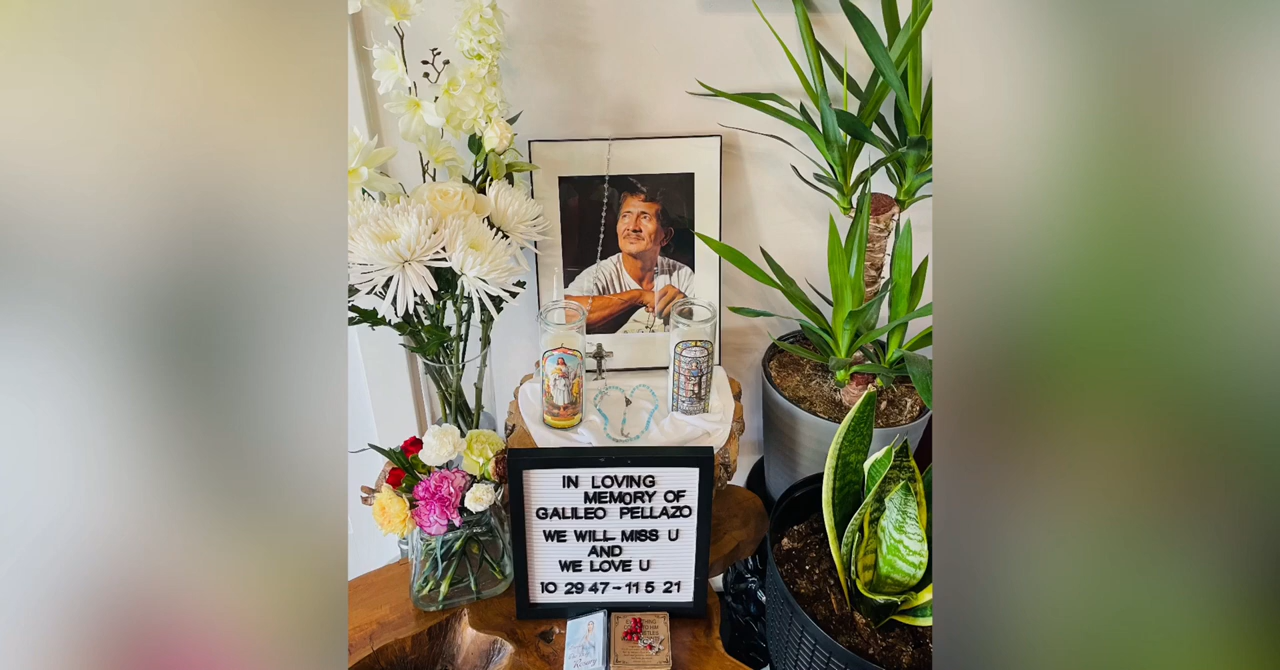 IN LOVING
MEMORY OF
GALILEO PELLAZO
WE WILL MISS U
AND
WE LOVE U
10 29 47 - 11 5 21